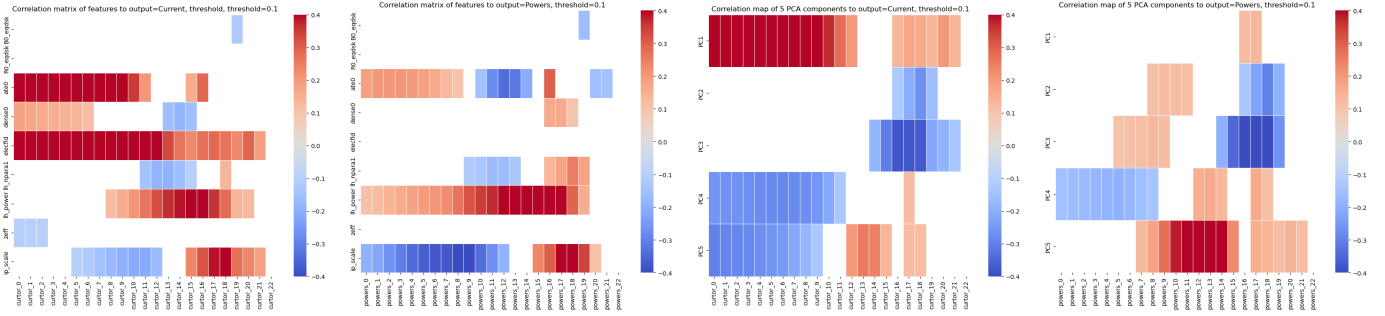 Correlation matrix of features to output=Current, threshold, threshold=0.1
B0_eqdsk
R0_eqdsk
ate0
dense0
elecfld
lh_npara1
lh_power
zeff
ip_scale
curtor_0
curtor_1
curtor_2
curtor_3
curtor_4
curtor_5
curtor_6
curtor_7
curtor_8
curtor_9
curtor_10
curtor_11
curtor_12
curtor_13
curtor_14
curtor_15
curtor_16
curtor_17
curtor_18
curtor_19
curtor_20
curtor_21
curtor_22
0.4
0.3
0.2
0.1
0.0
−0.1
−0.2
−0.3
−0.4
Correlation matrix of features to output=Powers, threshold=0.1
B0_eqdsk
R0_eqdsk
ate0
dense0
elecfld
lh_npara1
lh_power
zeff
ip_scale
powers_0
powers_1
powers_2
powers_3
powers_4
powers_5
powers_6
powers_7
powers_8
powers_9
powers_10
powers_11
powers_12
powers_13
powers_14
powers_15
powers_16
powers_17
powers_18
powers_19
powers_20
powers_21
powers_22
0.4
0.3
0.2
0.1
0.0
−0.1
−0.2
−0.3
−0.4
Correlation map of 5 PCA components to output=Current, threshold=0.1
PC1
PC2
PC3
PC4
PC5
curtor_0
curtor_1
curtor_2
curtor_3
curtor_4
curtor_5
curtor_6
curtor_7
curtor_8
curtor_9
curtor_10
curtor_11
curtor_12
curtor_13
curtor_14
curtor_15
curtor_16
curtor_17
curtor_18
curtor_19
curtor_20
curtor_21
curtor_22
0.4
0.3
0.2
0.1
0.0
−0.1
−0.2
−0.3
−0.4
Correlation map of 5 PCA components to output=Powers, threshold=0.1
PC1
PC2
PC3
PC4
PC5
powers_0
powers_1
powers_2
powers_3
powers_4
powers_5
powers_6
powers_7
powers_8
powers_9
powers_10
powers_11
powers_12
powers_13
powers_14
powers_15
powers_16
powers_17
powers_18
powers_19
powers_20
powers_21
powers_22
0.4
0.3
0.2
0.1
0.0
−0.1
−0.2
−0.3
−0.4